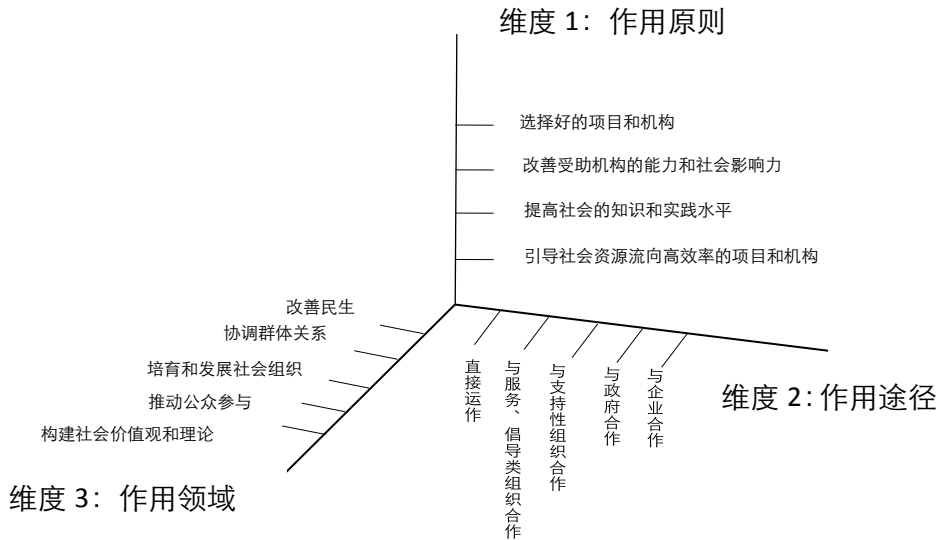 维度 1：作用原则
选择好的项目和机构
改善受助机构的能力和社会影响力
提高社会的知识和实践水平
引导社会资源流向高效率的项目和机构
改善民生
协调群体关系
培育和发展社会组织
推动公众参与
构建社会价值观和理论
维度 3：作用领域
直接运作
与服务、倡导类组织合作
与支持性组织合作
与政府合作
与企业合作
维度 2：作用途径